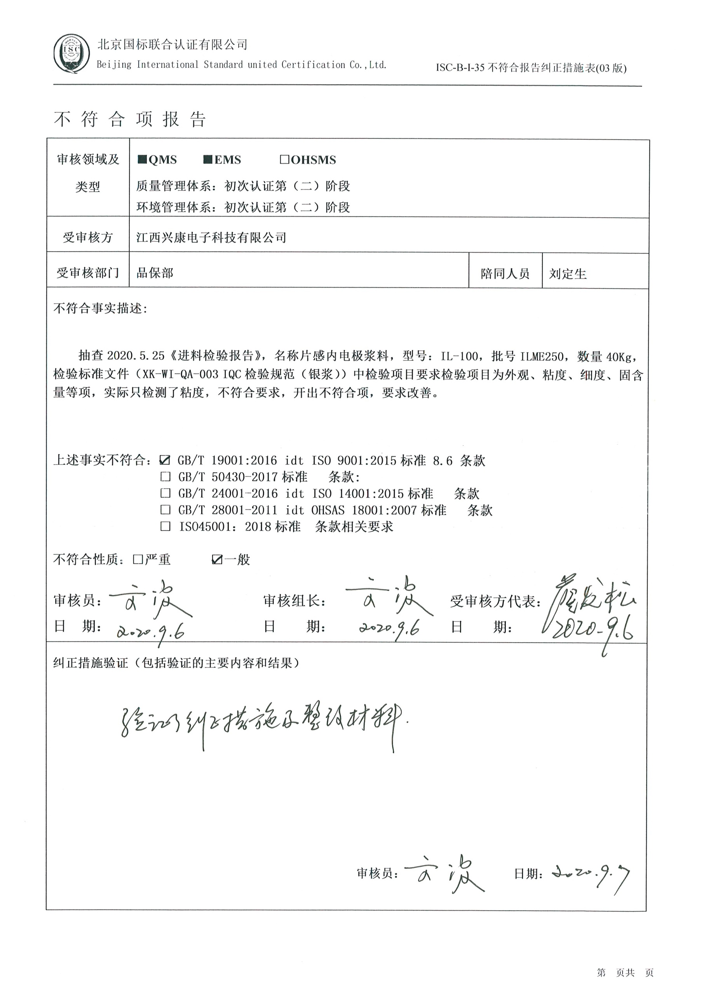 ISC
北京国标联合认证有限公司
Beijing International Standard united Certification Co.,Ltd.
ISC-B-I-35 不符合报告纠正措施表(03 版)
不符合项报告
审核领域及
类型
■QMS ■EMS □OHSMS
质量管理体系：初次认证第（二）阶段
环境管理体系：初次认证第（二）阶段
受审核方 江西兴康电子科技有限公司
受审核部门 品保部 陪同人员 刘定生
不符合事实描述：
抽查 2020.5.25《进料检验报告》，名称片感内电极浆料，型号：IL-100，批号 ILME250，数量 40Kg，
检验标准文件（XK-WI-QA-003 IQC 检验规范（银浆））中检验项目要求检验项目为外观、粘度、细度、固含
量等项，实际只检测了粘度，不符合要求，开出不符合项，要求改善。
上述事实不符合：☑ GB/T 19001:2016 idt ISO 9001:2015 标准 8.6 条款
□ GB/T 50430-2017 标准 条款：
□ GB/T 24001-2016 idt ISO 14001:2015 标准 条款
□ GB/T 28001-2011 idt OHSAS 18001:2007 标准 条款
□ ISO45001：2018 标准 条款相关要求
不符合性质：□严重 ☑一般
审核员：文波 审核组长：文波 受审核方代表：
日 期：2020.9.6 日 期：2020.9.6 日 期：2020.9.6
纠正措施验证（包括验证的主要内容和结果）
验证了纠正措施及整改材料.
审核员：文波 日期：2020.9.7
第 页共 页